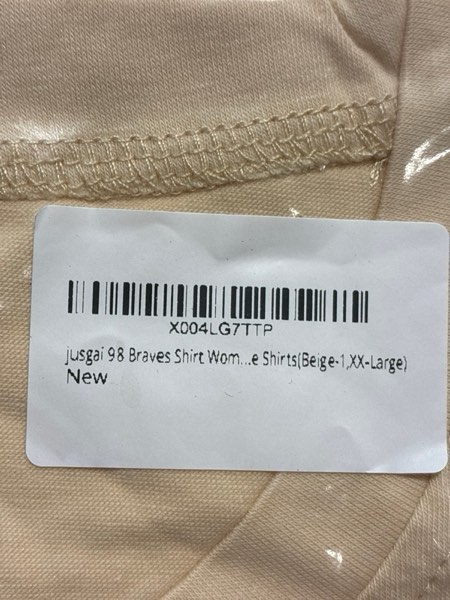 X004LG7TTP
jusgai 98 Braves Shirt Wom...e Shirts(Beige-1,XX-Large)
New